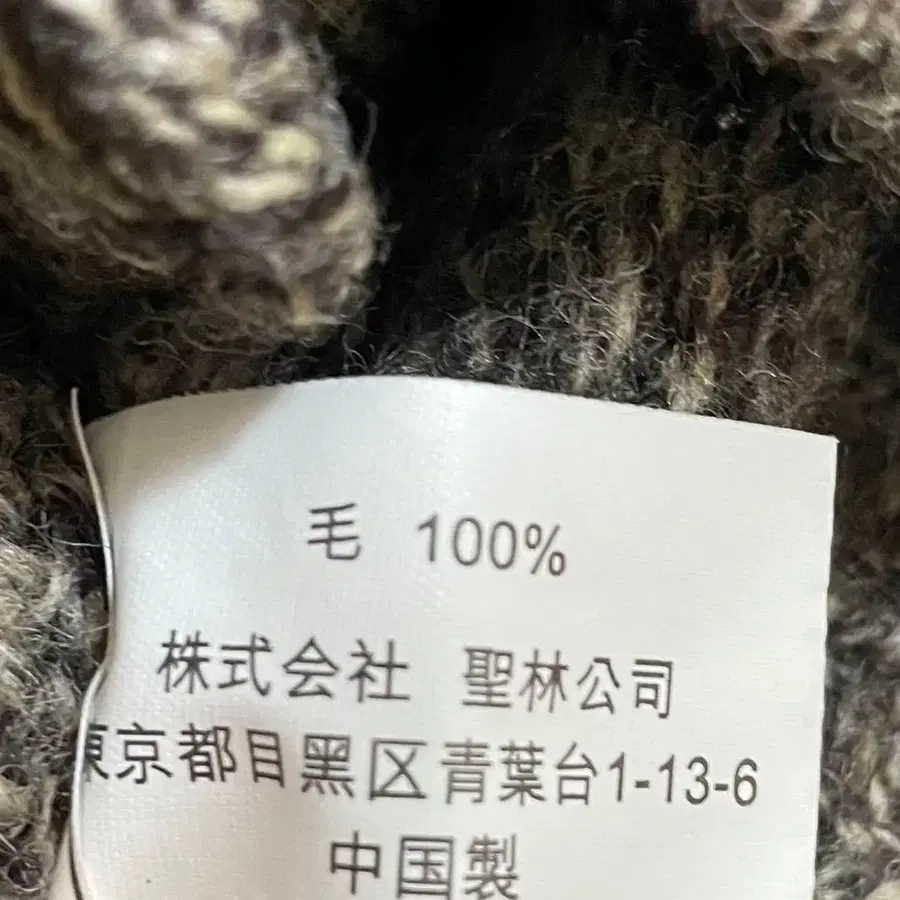 毛 100%
株式会社 聖林公司
東京都目黒区青葉台1-13-6
中国製